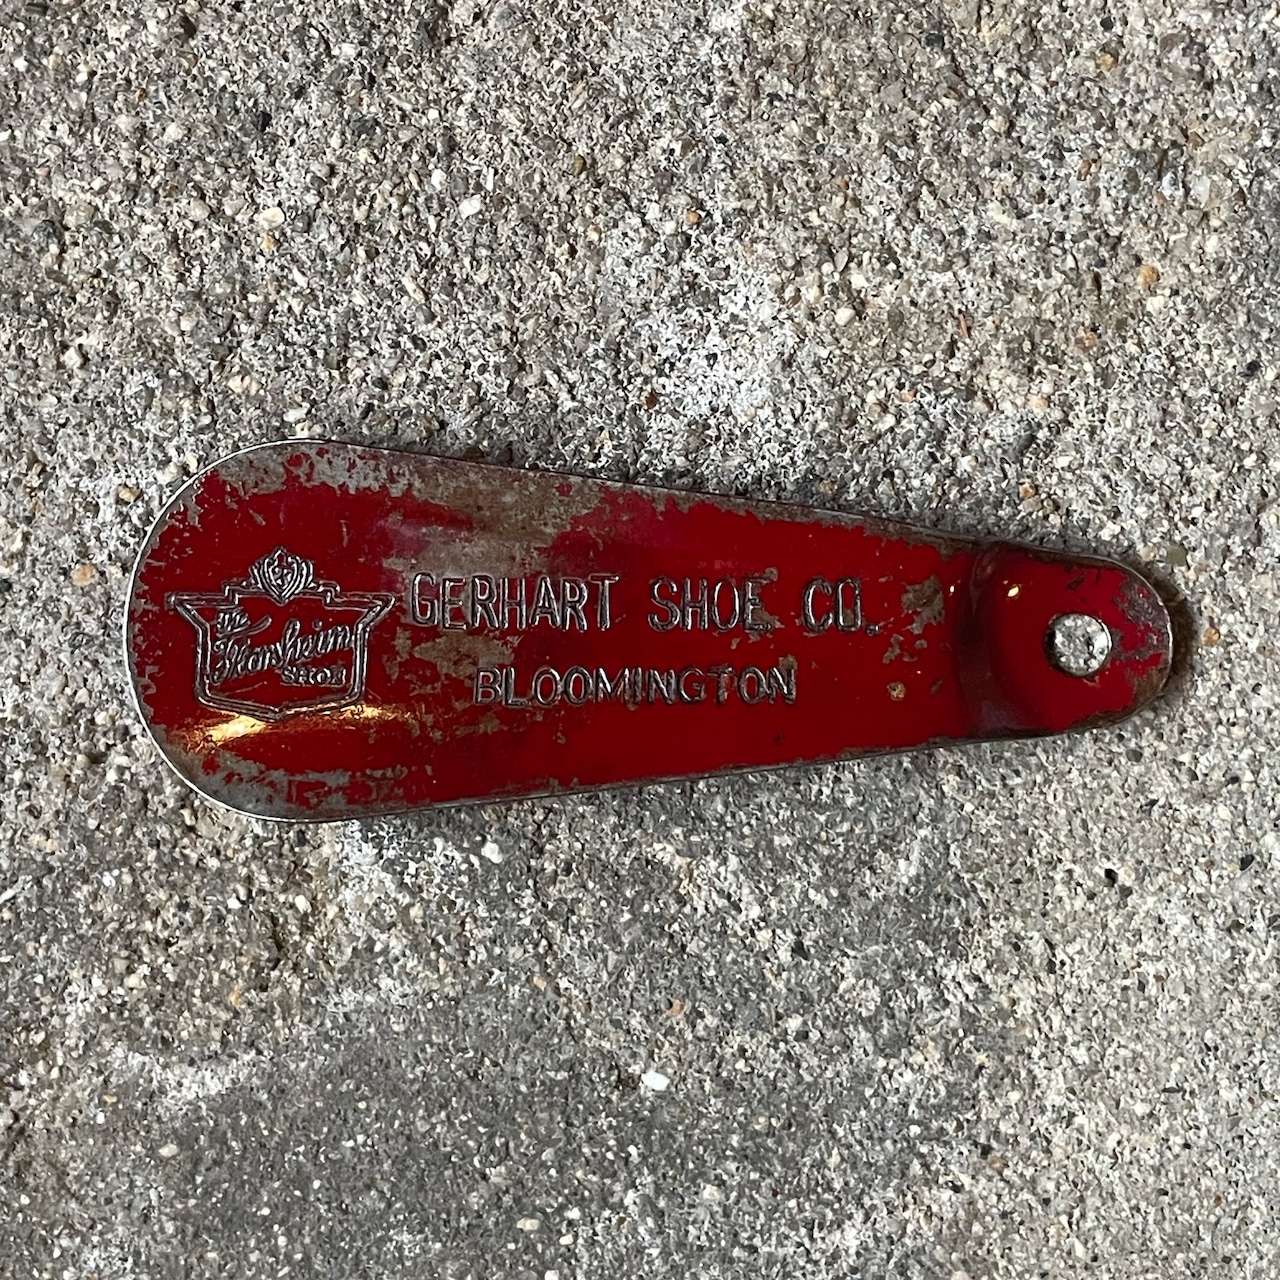 The
Florsheim
SHOE
GERHART SHOE CO.
BLOOMINGTON